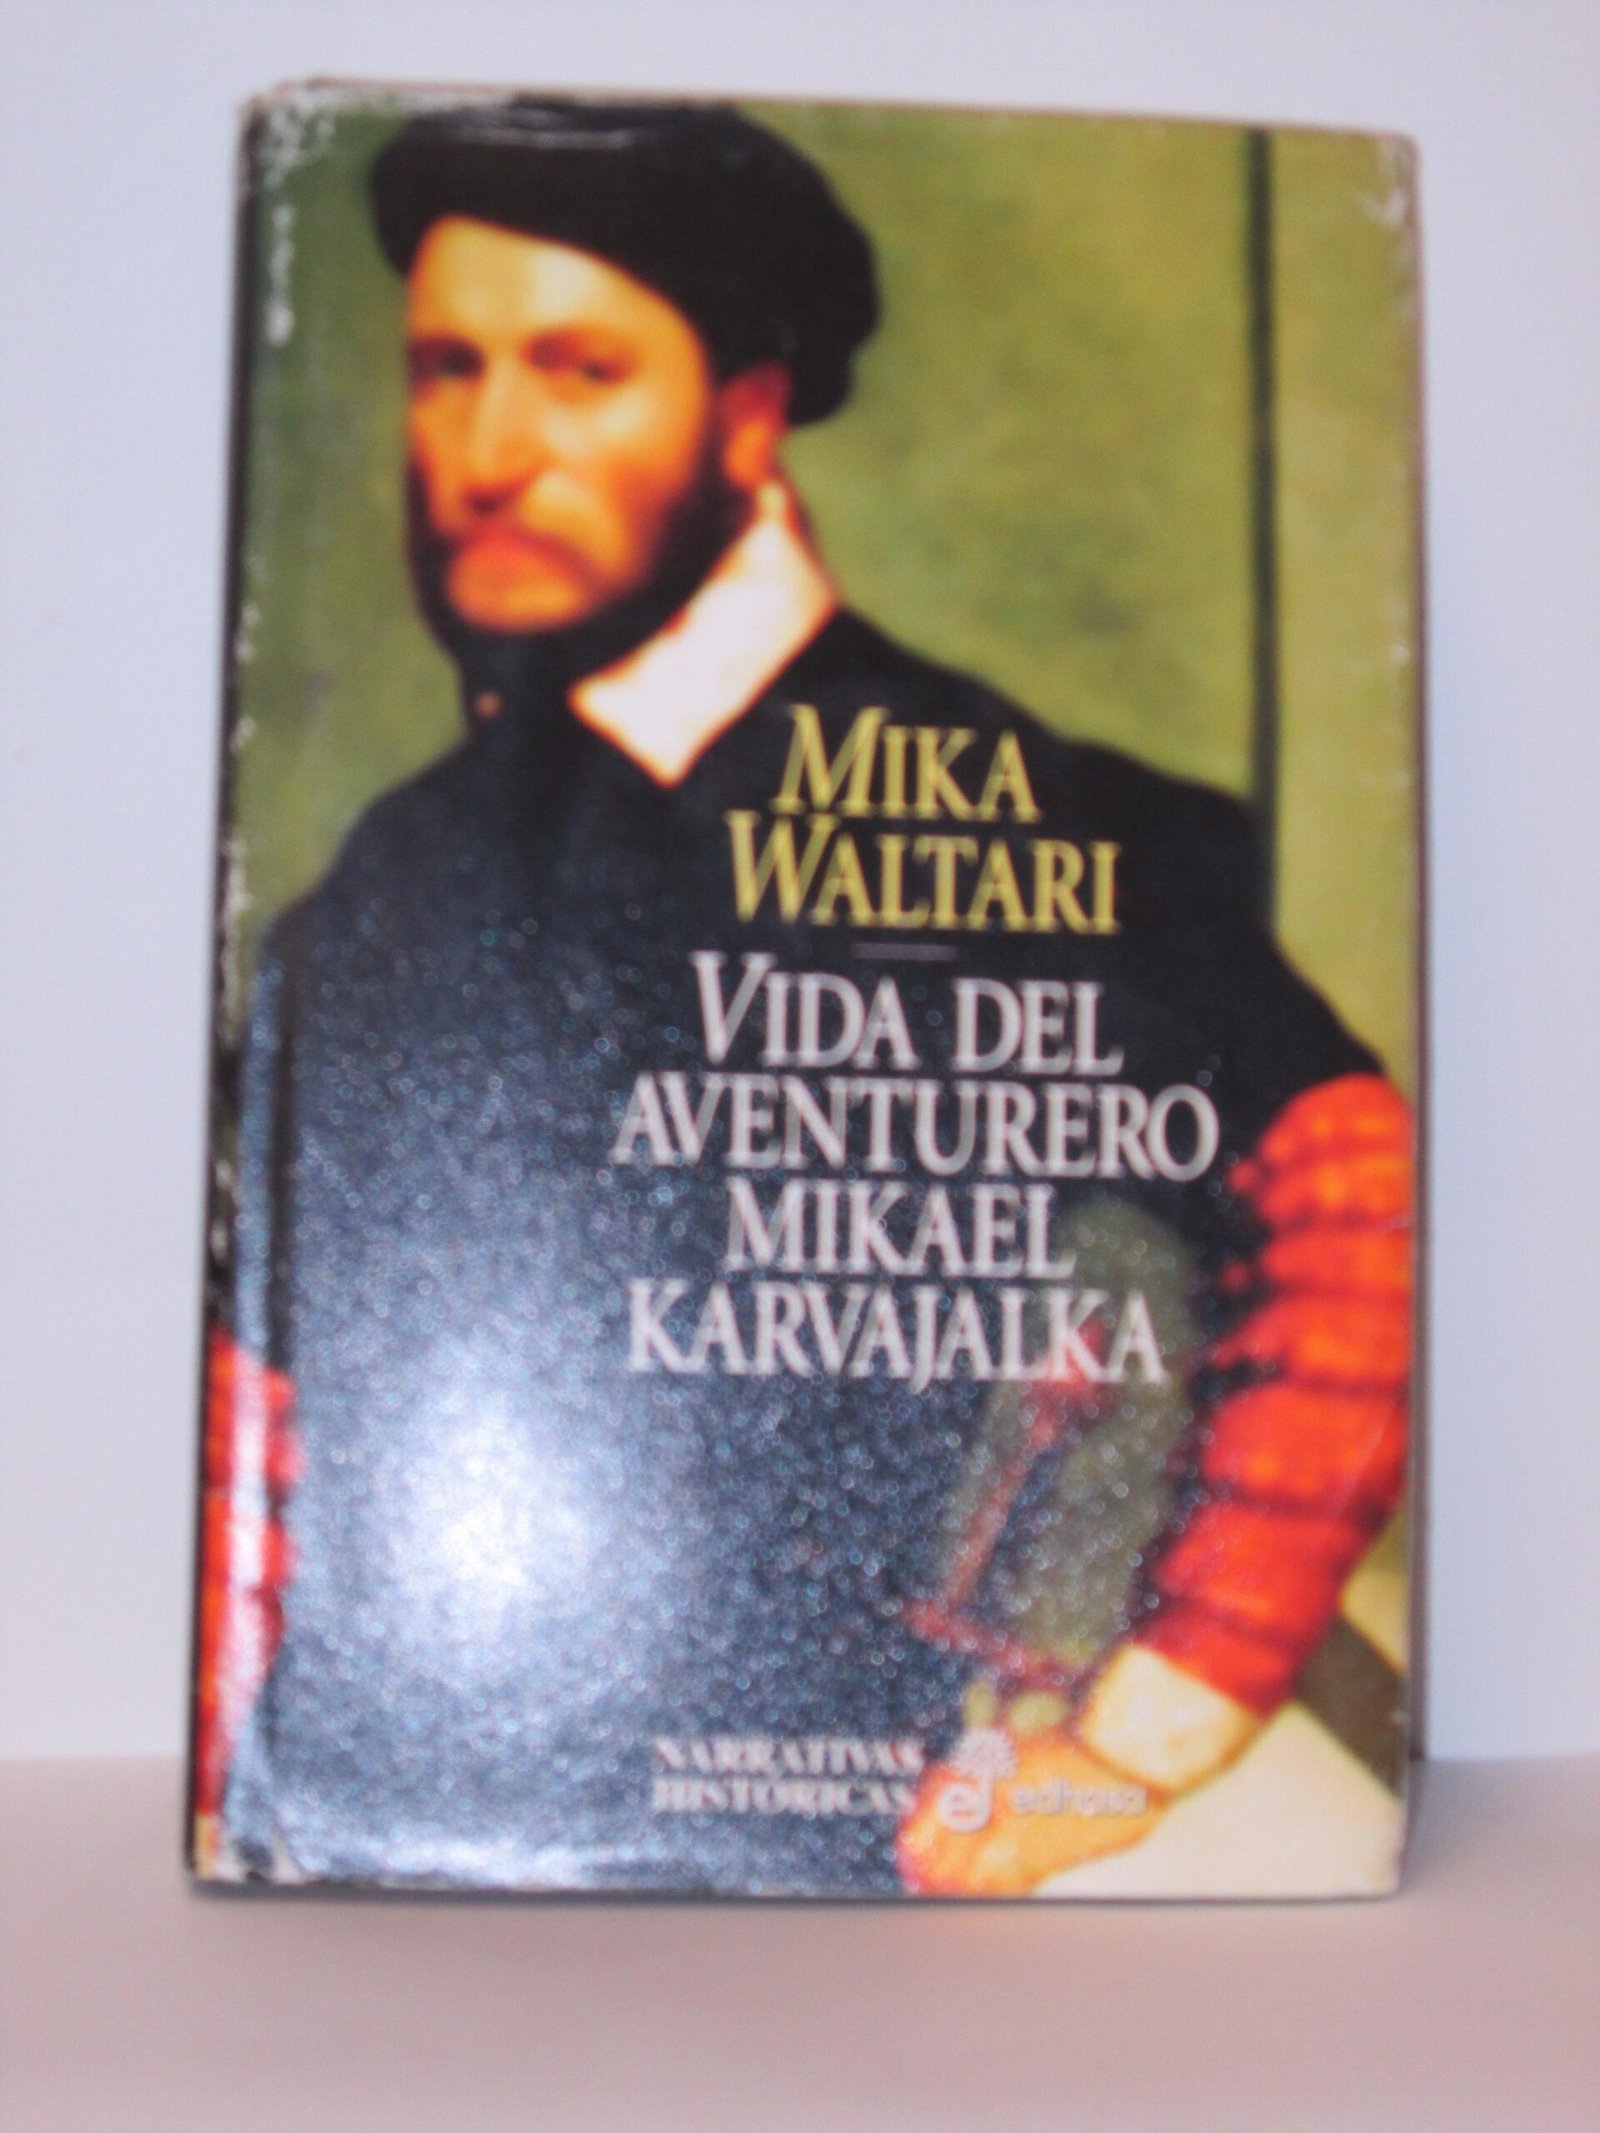 MIKA
WALTARI
VIDA DEL
AVENTURERO
MIKAEL
KARVAJALKA
NARRATIVAS
HISTÓRICAS
edhasa